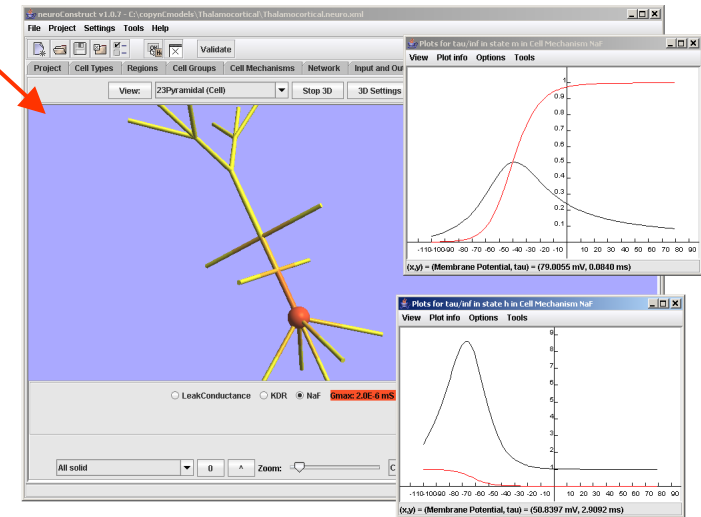 neuroConstruct v1.0.7 - C:\copynCmodels\Thalamocortical\Thalamocortical.neuro.xml
File Project Settings Tools Help
Validate
Project Cell Types Regions Cell Groups Cell Mechanisms Network Input and Ou
View: 23Pyramidal (Cell) Stop 3D 3D Settings
LeakConductance KDR NaF Gmax: 2.0E-6 mS
All solid 0 ^ Zoom: C
Plots for tau/inf in state m in Cell Mechanism NaF
View Plot info Options Tools
1
0.9
0.8
0.7
0.6
0.5
0.4
0.3
0.2
0.1
-110 -100 -90 -80 -70 -60 -50 -40 -30 -20 -10 10 20 30 40 50 60 70 80 90
(x,y) = (Membrane Potential, tau) = (79.0055 mV, 0.0840 ms)
Plots for tau/inf in state h in Cell Mechanism NaF
View Plot info Options Tools
9
8
7
6
5
4
3
2
1
-110 -100 -90 -80 -70 -60 -50 -40 -30 -20 -10 10 20 30 40 50 60 70 80 90
(x,y) = (Membrane Potential, tau) = (50.8397 mV, 2.9092 ms)